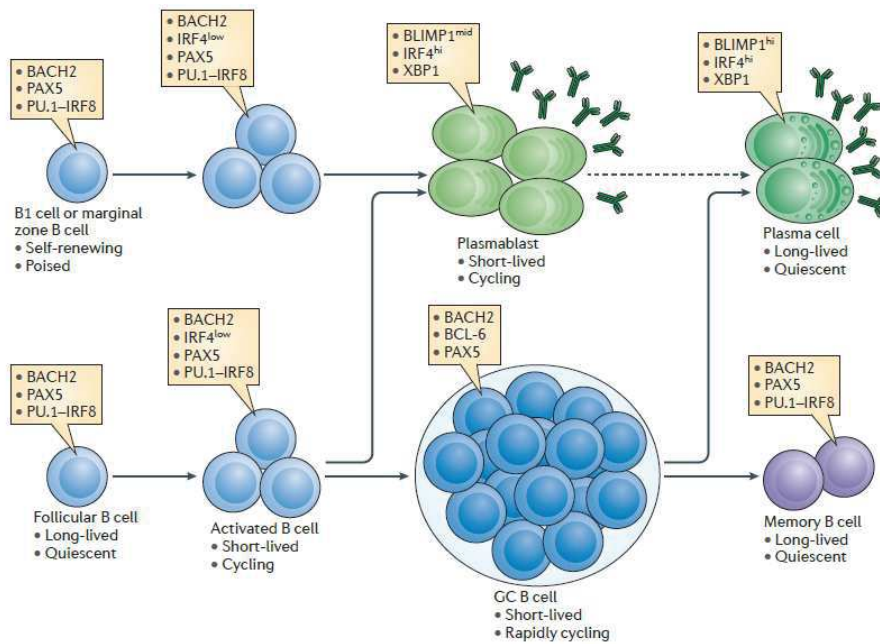 • BACH2
• PAX5
• PU.1–IRF8
B1 cell or marginal
zone B cell
• Self-renewing
• Poised
• BACH2
• IRF4low
• PAX5
• PU.1–IRF8
• BLIMP1mid
• IRF4hi
• XBP1
Plasmablast
• Short-lived
• Cycling
• BLIMP1hi
• IRF4hi
• XBP1
Plasma cell
• Long-lived
• Quiescent
• BACH2
• PAX5
• PU.1–IRF8
Follicular B cell
• Long-lived
• Quiescent
• BACH2
• IRF4low
• PAX5
• PU.1–IRF8
Activated B cell
• Short-lived
• Cycling
• BACH2
• BCL-6
• PAX5
GC B cell
• Short-lived
• Rapidly cycling
• BACH2
• PAX5
• PU.1–IRF8
Memory B cell
• Long-lived
• Quiescent